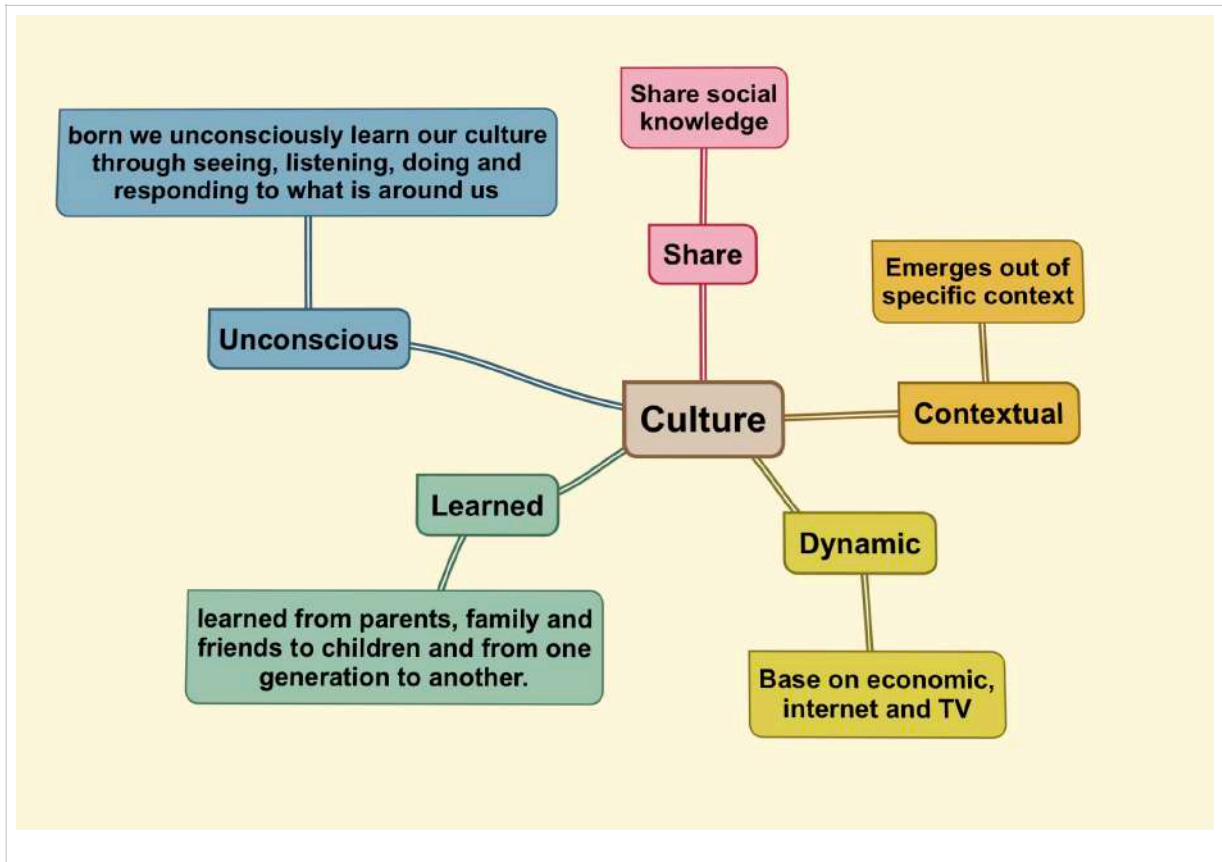 born we unconsciously learn our culture
through seeing, listening, doing and
responding to what is around us
Unconscious
Share social
knowledge
Share
Emerges out of
specific context
Contextual
Culture
Learned
learned from parents, family and
friends to children and from one
generation to another.
Dynamic
Base on economic,
internet and TV